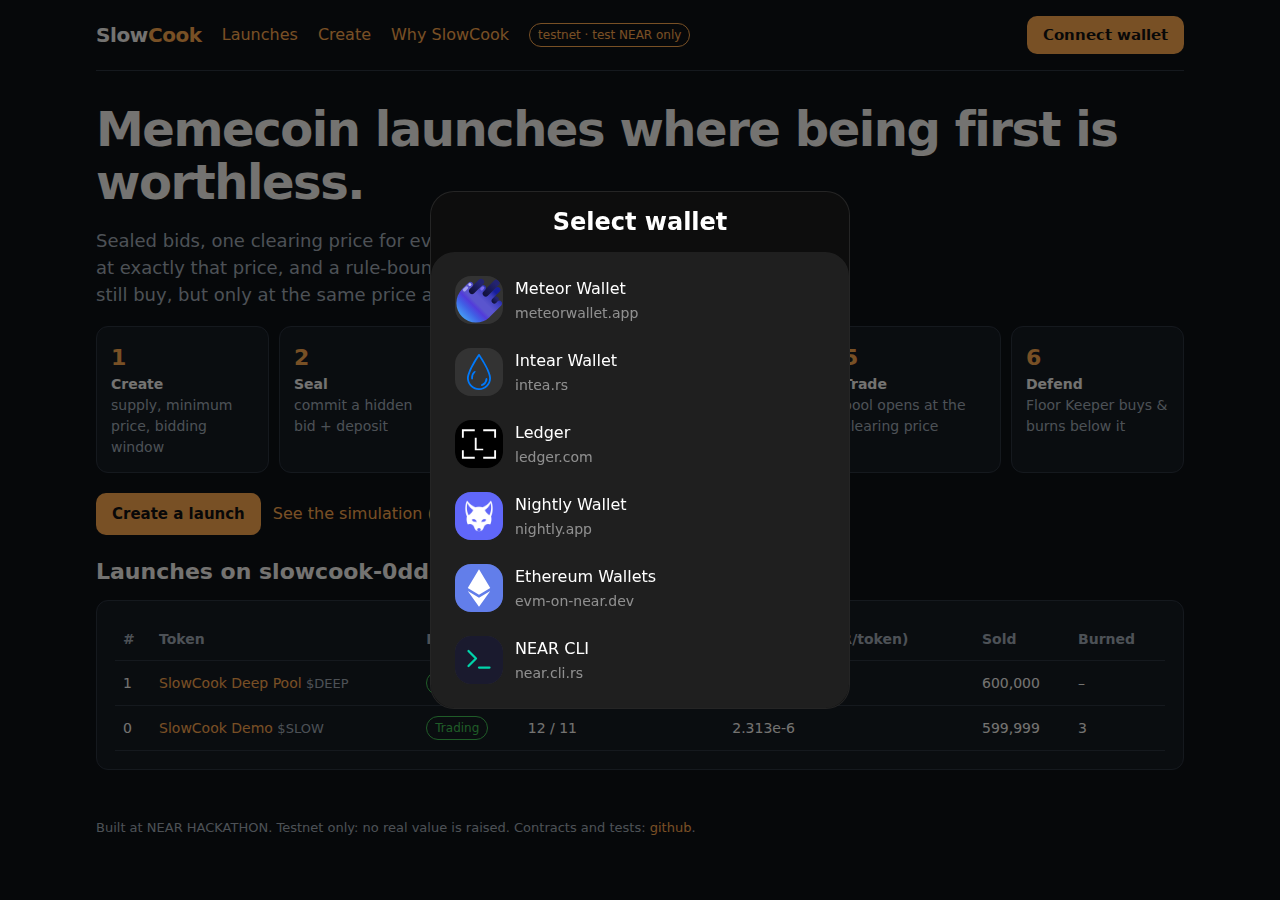 SlowCook Launches Create Why SlowCook testnet · test NEAR only Connect wallet
Memecoin launches where being first is
worthless.
Select wallet
Sealed bids, one clearing price for
at exactly that price, and a
still buy, but only at the same price
Meteor Wallet
meteorwallet.app
Intear Wallet
intea.rs
Ledger
ledger.com
Nightly Wallet
nightly.app
Ethereum Wallets
evm-on-near.dev
NEAR CLI
near.cli.rs
1
Create
supply, minimum
price, bidding
window
2
Seal
commit a hidden
bid + deposit
5
Trade
pool opens at the
clearing price
6
Defend
Floor Keeper buys &
burns below it
Create a launch See the simulation
Launches on slowcook-0dd
# Token /token) Sold Burned
1 SlowCook Deep Pool $DEEP 600,000 –
0 SlowCook Demo $SLOW Trading 12 / 11 2.313e-6 599,999 3
Built at NEAR HACKATHON. Testnet only: no real value is raised. Contracts and tests: github.